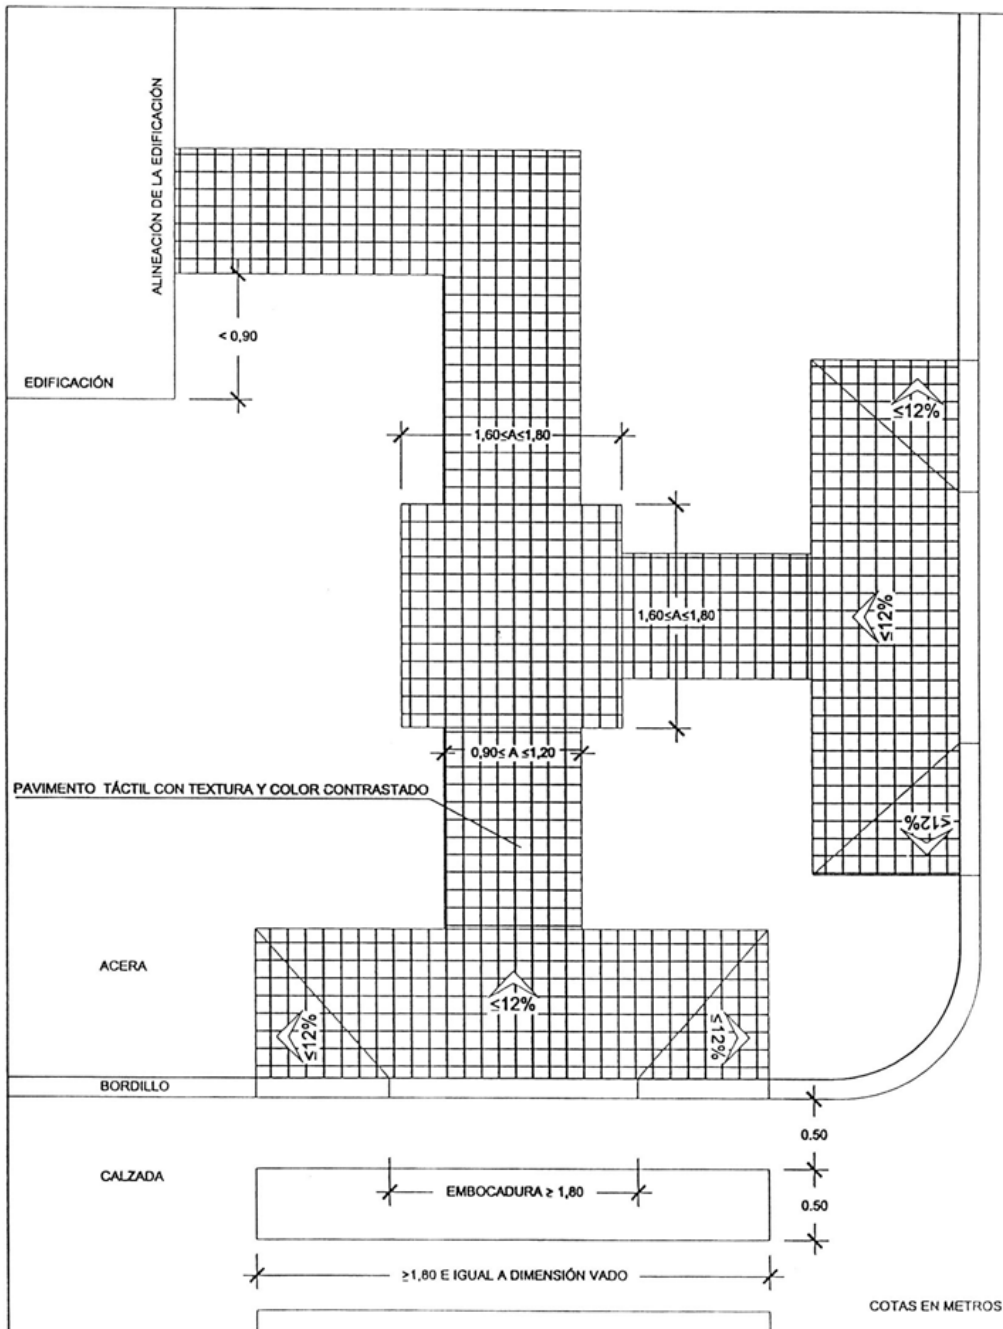 ALINEACIÓN DE LA EDIFICACIÓN
< 0,90
EDIFICACIÓN
≤12%
1,60≤A≤1,80
≤12%
1,60≤A≤1,80
0,90≤ A ≤1,20
PAVIMENTO TÁCTIL CON TEXTURA Y COLOR CONTRASTADO
≤12%
ACERA
≤12%
≤12%
≤12%
BORDILLO
0.50
CALZADA
EMBOCADURA ≥ 1,80
0.50
≥1,80 E IGUAL A DIMENSIÓN VADO
COTAS EN METROS